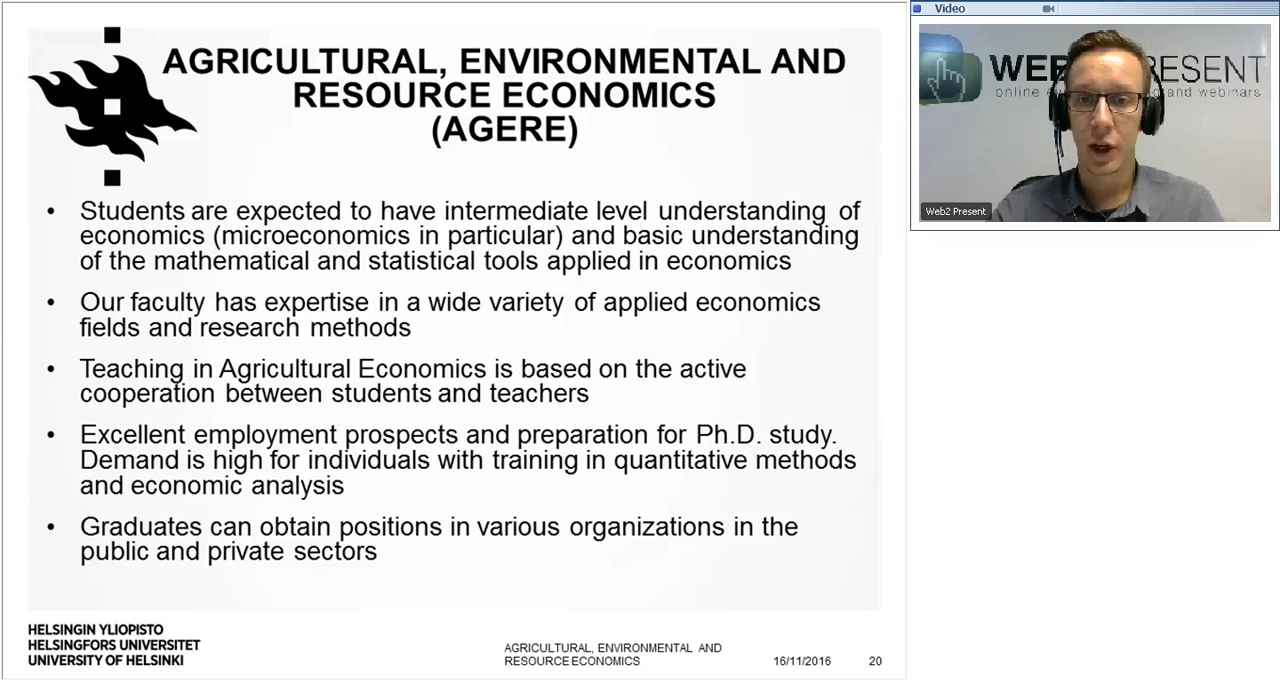 AGRICULTURAL, ENVIRONMENTAL AND
RESOURCE ECONOMICS
(AGERE)
• Students are expected to have intermediate level understanding of
economics (microeconomics in particular) and basic understanding
of the mathematical and statistical tools applied in economics
• Our faculty has expertise in a wide variety of applied economics
fields and research methods
• Teaching in Agricultural Economics is based on the active
cooperation between students and teachers
• Excellent employment prospects and preparation for Ph.D. study.
Demand is high for individuals with training in quantitative methods
and economic analysis
• Graduates can obtain positions in various organizations in the
public and private sectors
HELSINGIN YLIOPISTO
HELSINGFORS UNIVERSITET
UNIVERSITY OF HELSINKI
AGRICULTURAL, ENVIRONMENTAL AND
RESOURCE ECONOMICS
16/11/2016
20
Video
online and webinars
Web2 Present